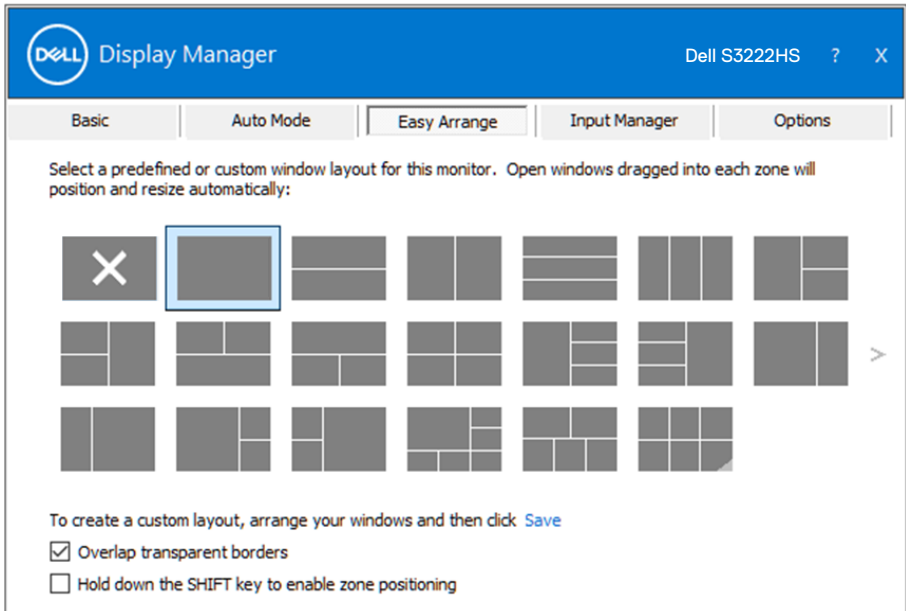 DELL Display Manager Dell S3222HS ? X
Basic Auto Mode Easy Arrange Input Manager Options
Select a predefined or custom window layout for this monitor. Open windows dragged into each zone will
position and resize automatically:
>
To create a custom layout, arrange your windows and then click Save
Overlap transparent borders
Hold down the SHIFT key to enable zone positioning